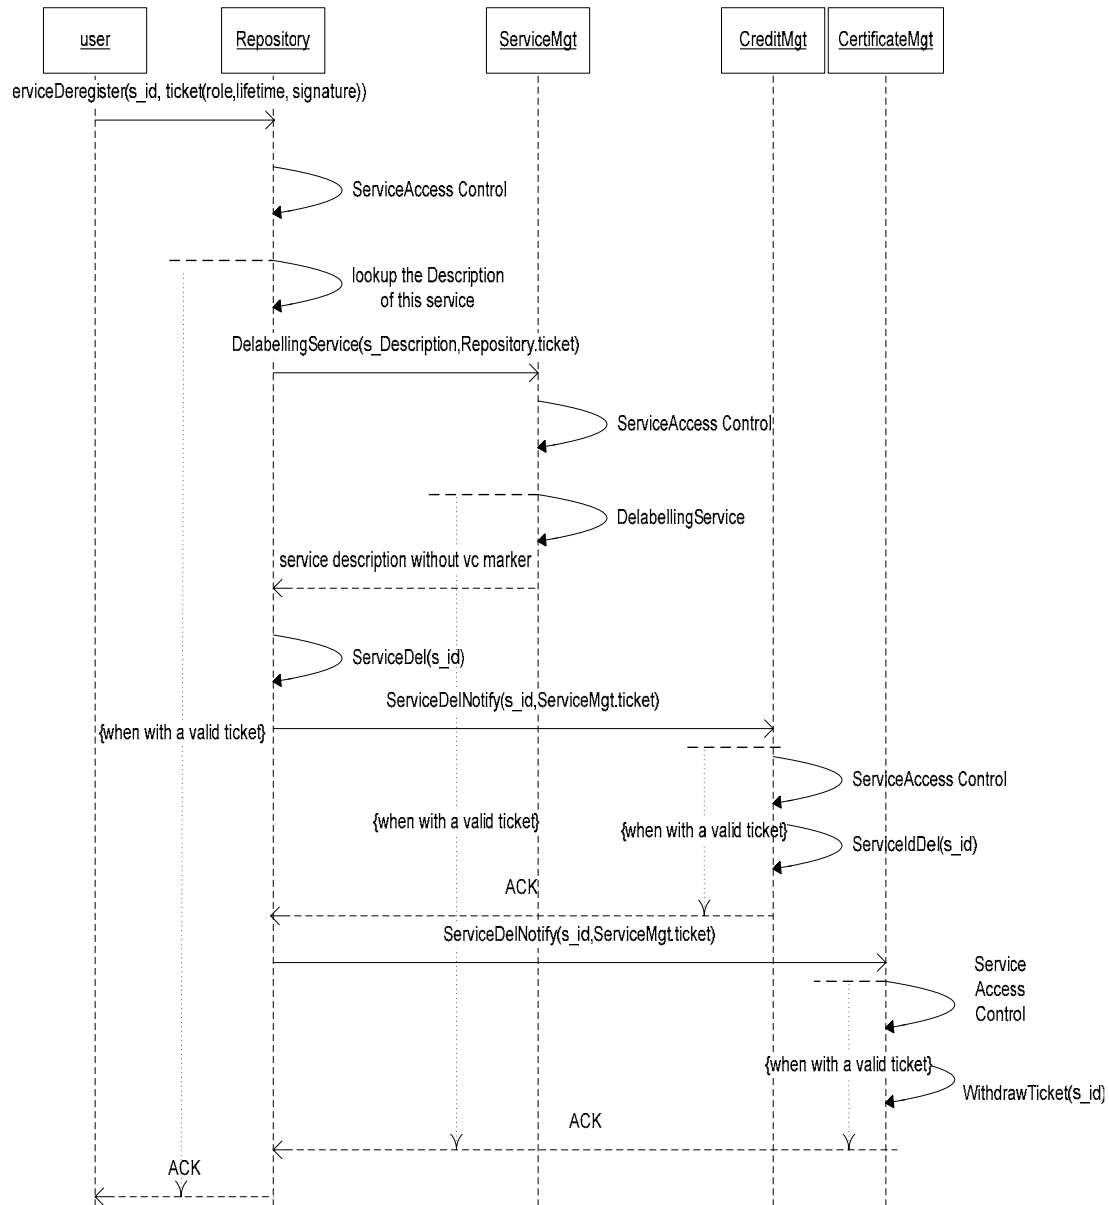 user
Repository
ServiceMgt
CreditMgt
CertificateMgt
erviceDeregister(s_id, ticket(role,lifetime, signature))
ServiceAccess Control
lookup the Description
of this service
DelabellingService(s_Description,Repository.ticket)
ServiceAccess Control
DelabellingService
service description without vc marker
ServiceDel(s_id)
ServiceDelNotify(s_id,ServiceMgt.ticket)
{when with a valid ticket}
ServiceAccess Control
{when with a valid ticket}
{when with a valid ticket}
ServiceIdDel(s_id)
ACK
ServiceDelNotify(s_id,ServiceMgt.ticket)
Service
Access
Control
{when with a valid ticket}
WithdrawTicket(s_id)
ACK
ACK